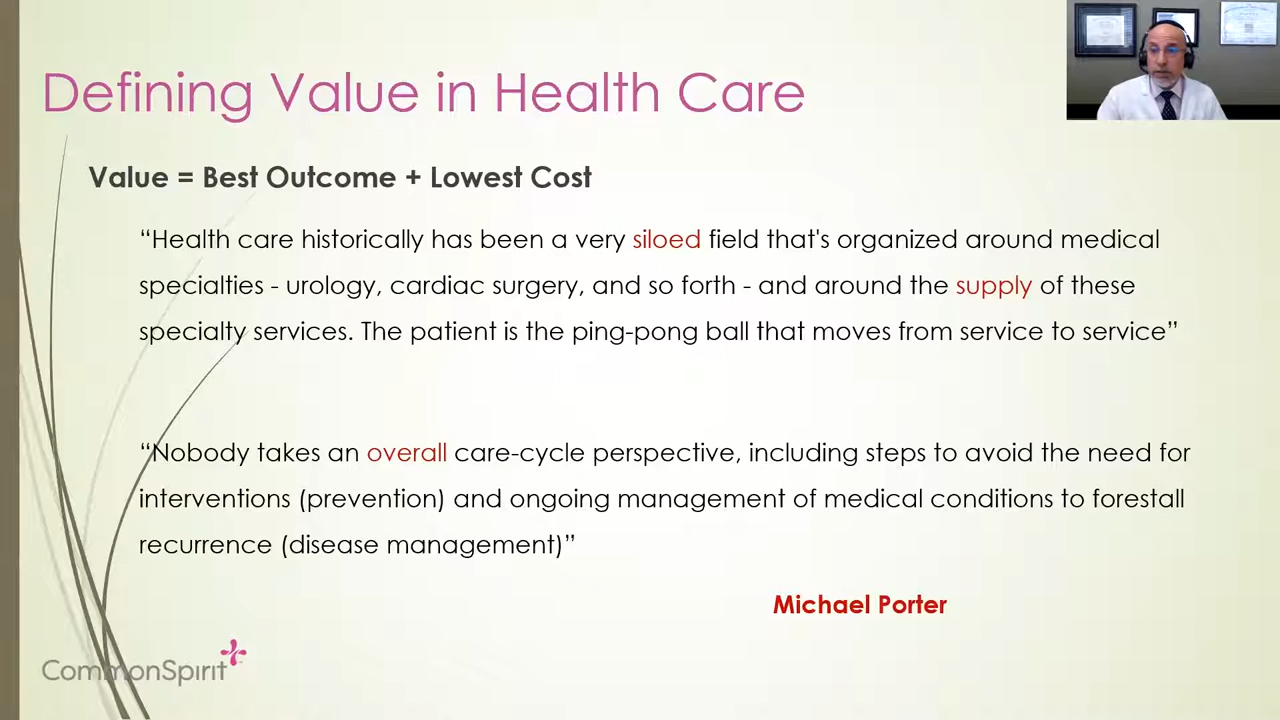 Defining Value in Health Care
Value = Best Outcome + Lowest Cost
“Health care historically has been a very siloed field that's organized around medical
specialties - urology, cardiac surgery, and so forth - and around the supply of these
specialty services. The patient is the ping-pong ball that moves from service to service”
“Nobody takes an overall care-cycle perspective, including steps to avoid the need for
interventions (prevention) and ongoing management of medical conditions to forestall
recurrence (disease management)”
Michael Porter
CommonSpirit